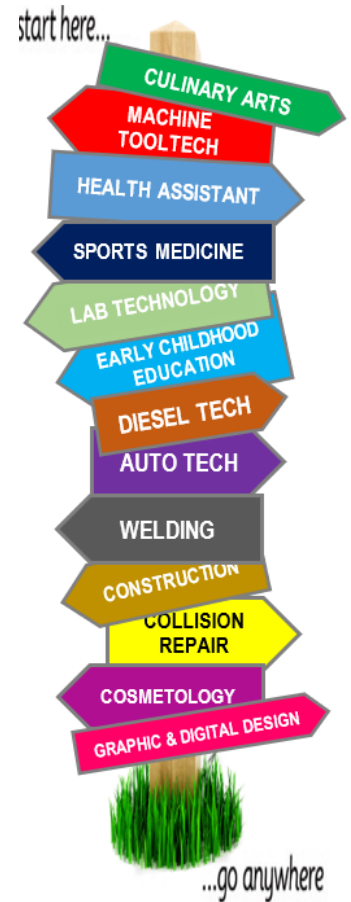 start here...
CULINARY ARTS
MACHINE
TOOLTECH
HEALTH ASSISTANT
SPORTS MEDICINE
LAB TECHNOLOGY
EARLY CHILDHOOD
EDUCATION
DIESEL TECH
AUTO TECH
WELDING
CONSTRUCTION
COLLISION
REPAIR
COSMETOLOGY
GRAPHIC & DIGITAL DESIGN
...go anywhere